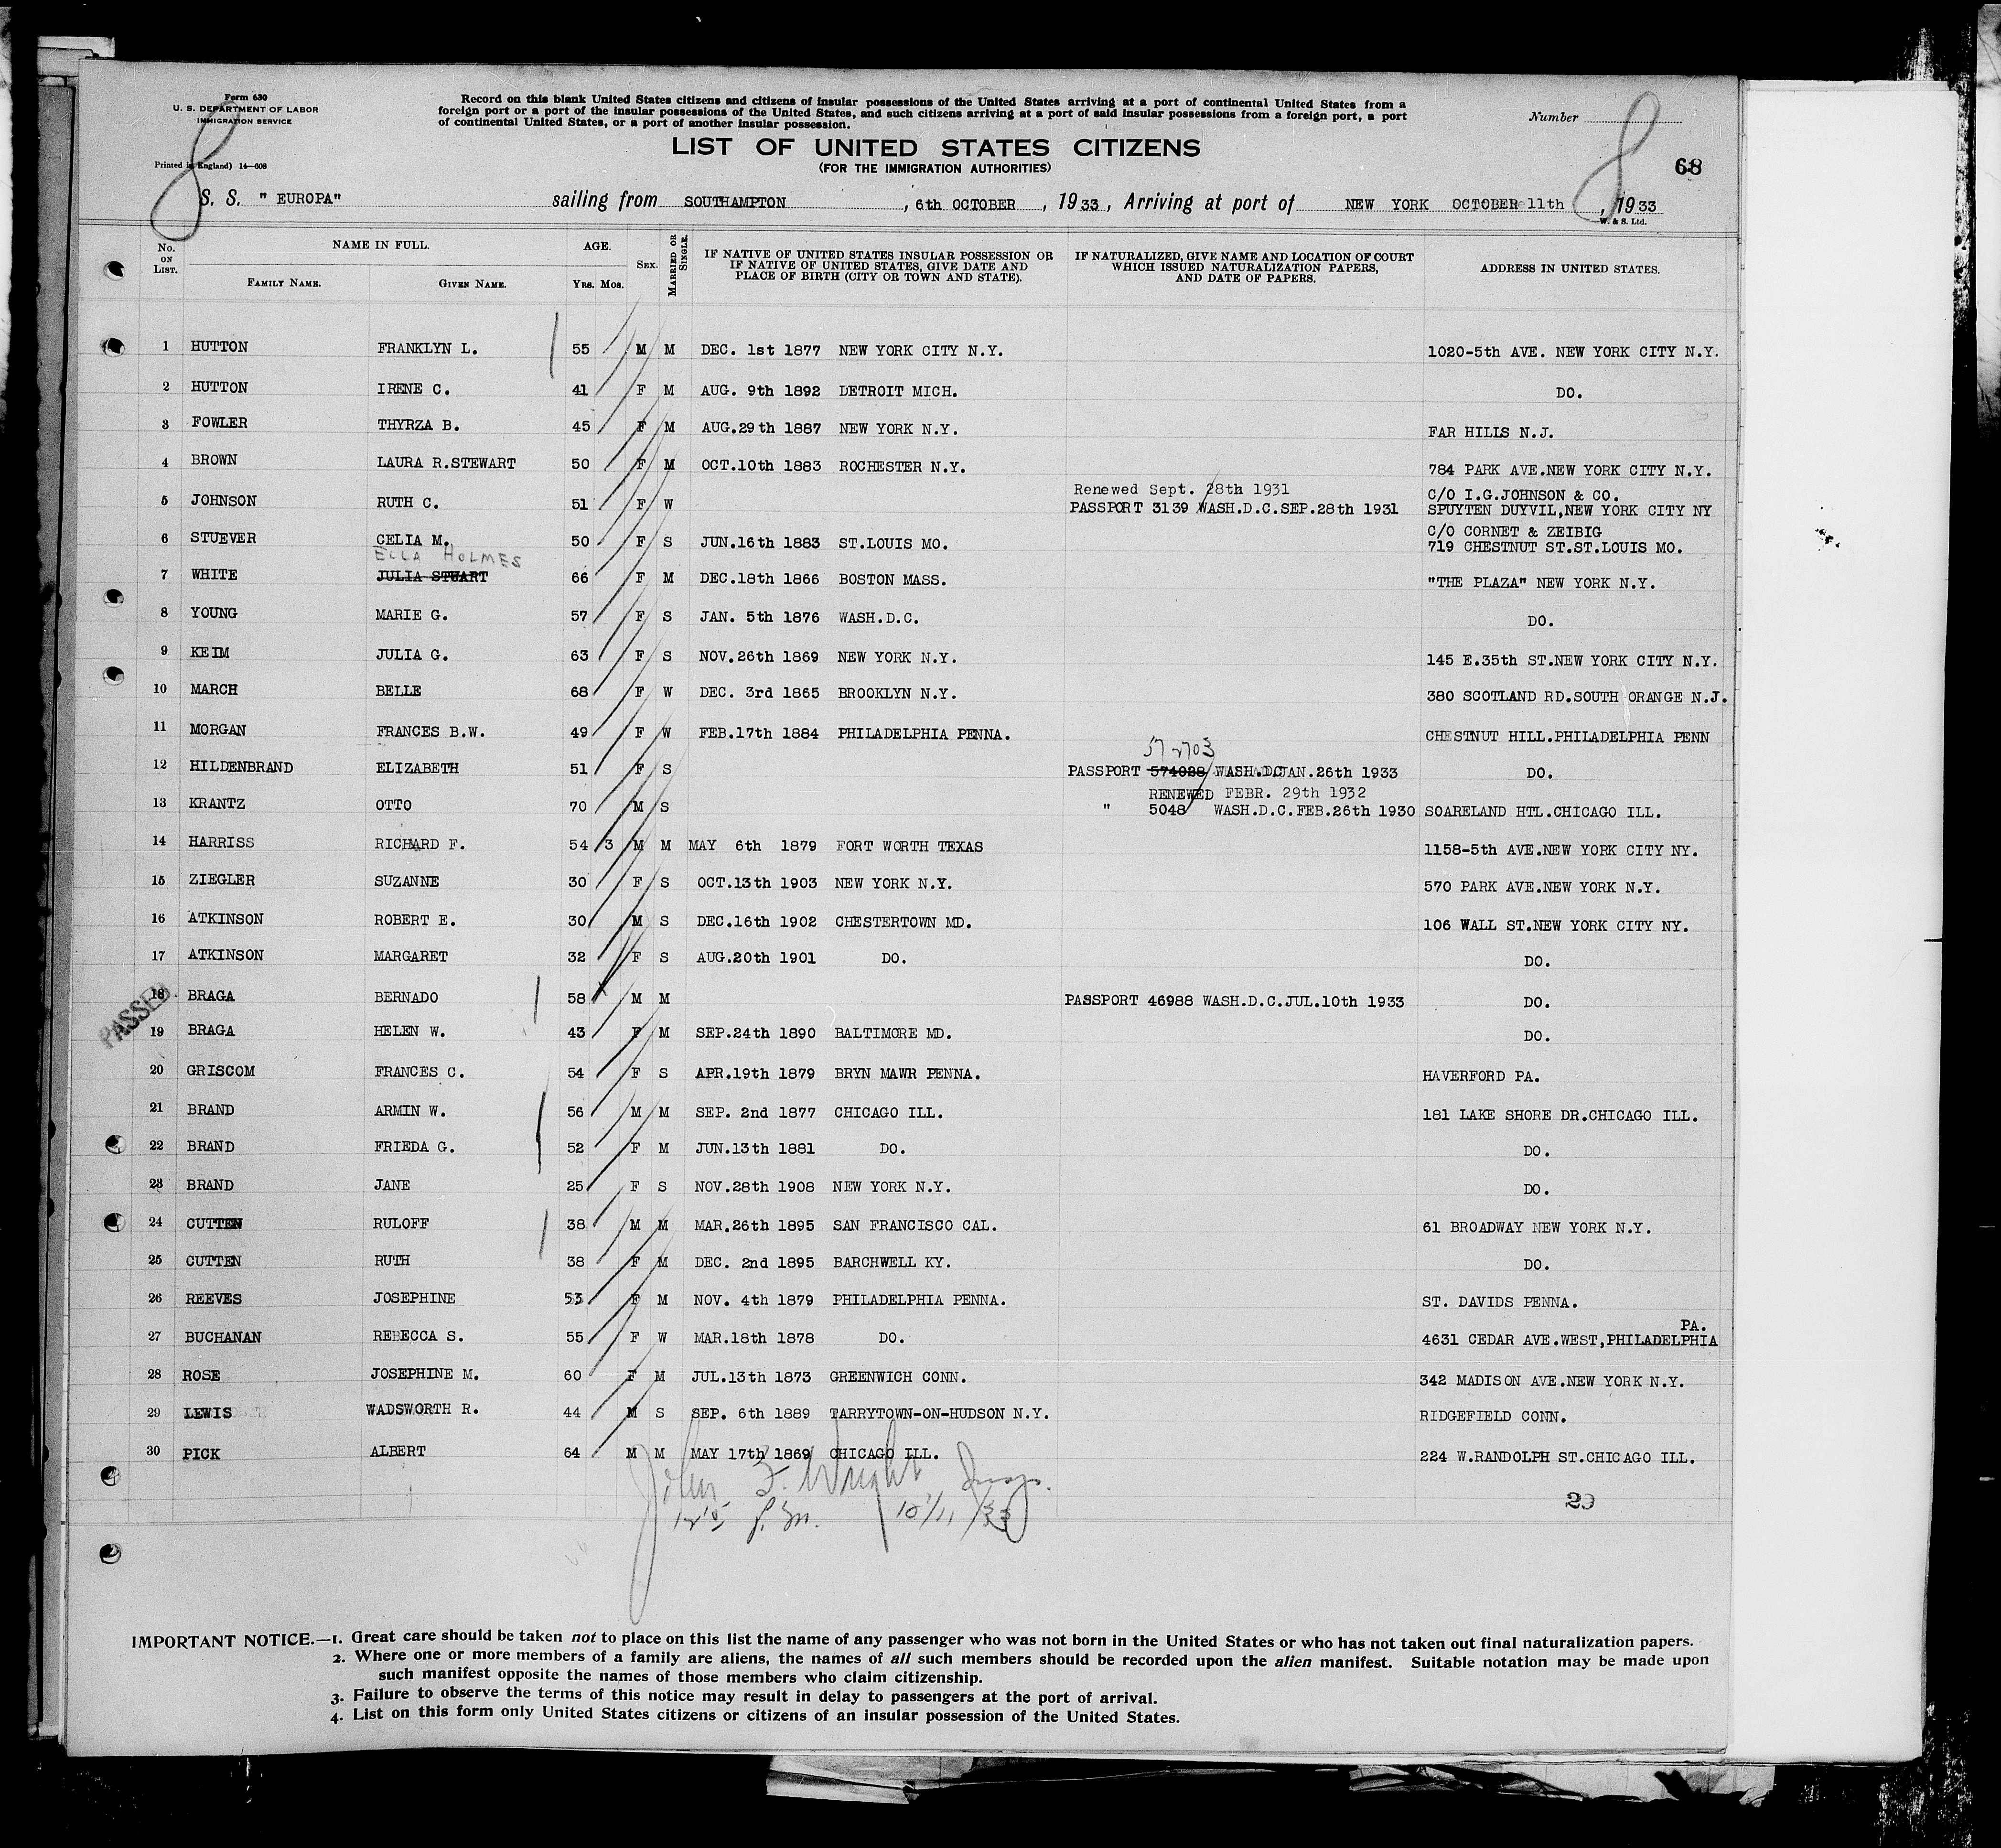 Form 630
U. S. DEPARTMENT OF LABOR
IMMIGRATION SERVICE
Printed in England) 14—608
8
Record on this blank United States citizens and citizens of insular possessions of the United States arriving at a port of continental United States from a
foreign port or a port of the insular possessions of the United States, and such citizens arriving at a port of said insular possessions from a foreign port, a port
of continental United States, or a port of another insular possession.
Number
8
LIST OF UNITED STATES CITIZENS
(FOR THE IMMIGRATION AUTHORITIES)
68
S. S. " EUROPA" sailing from SOUTHAMPTON , 6th OCTOBER , 1933, Arriving at port of NEW YORK OCTOBER 11th , 1933
W. & S. Ltd.
No. ON LIST. NAME IN FULL. FAMILY NAME. GIVEN NAME. AGE. YRS. MOS. SEX. MARRIED OR SINGLE. IF NATIVE OF UNITED STATES INSULAR POSSESSION OR IF NATIVE OF UNITED STATES, GIVE DATE AND PLACE OF BIRTH (CITY OR TOWN AND STATE). IF NATURALIZED, GIVE NAME AND LOCATION OF COURT WHICH ISSUED NATURALIZATION PAPERS, AND DATE OF PAPERS. ADDRESS IN UNITED STATES.
1 HUTTON FRANKLYN L. 55 M M DEC. 1st 1877 NEW YORK CITY N.Y. 1020-5th AVE. NEW YORK CITY N.Y.
2 HUTTON IRENE C. 41 F M AUG. 9th 1892 DETROIT MICH. DO.
3 FOWLER THYRZA B. 45 F M AUG.29th 1887 NEW YORK N.Y. FAR HILLS N.J.
4 BROWN LAURA R.STEWART 50 F M OCT.10th 1883 ROCHESTER N.Y. 784 PARK AVE.NEW YORK CITY N.Y.
Renewed Sept. 28th 1931 C/O I.G.JOHNSON & CO.
5 JOHNSON RUTH C. 51 F W PASSPORT 3139 WASH.D.C.SEP.28th 1931 SPUYTEN DUYVIL,NEW YORK CITY NY
C/O CORNET & ZEIBIG
6 STUEVER CELIA M. 50 F S JUN.16th 1883 ST.LOUIS MO. 719 CHESTNUT ST.ST.LOUIS MO.
ELLA HOLMES
7 WHITE JULIA STUART 66 F M DEC.18th 1866 BOSTON MASS. "THE PLAZA" NEW YORK N.Y.
8 YOUNG MARIE G. 57 F S JAN. 5th 1876 WASH.D.C. DO.
9 KEIM JULIA G. 63 F S NOV.26th 1869 NEW YORK N.Y. 145 E.35th ST.NEW YORK CITY N.Y.
10 MARCH BELLE 68 F W DEC. 3rd 1865 BROOKLYN N.Y. 380 SCOTLAND RD.SOUTH ORANGE N.J.
11 MORGAN FRANCES B.W. 49 F W FEB.17th 1884 PHILADELPHIA PENNA. CHESTNUT HILL.PHILADELPHIA PENN
12 HILDENBRAND ELIZABETH 51 F S PASSPORT 574028 WASH.DC JAN.26th 1933 DO.
RENEWED FEBR. 29th 1932
13 KRANTZ OTTO 70 M S " 5048 WASH.D.C.FEB.26th 1930 SOARELAND HTL.CHICAGO ILL.
14 HARRISS RICHARD F. 54 3 M M MAY 6th 1879 FORT WORTH TEXAS 1158-5th AVE.NEW YORK CITY NY.
15 ZIEGLER SUZANNE 30 F S OCT.13th 1903 NEW YORK N.Y. 570 PARK AVE.NEW YORK N.Y.
16 ATKINSON ROBERT E. 30 M S DEC.16th 1902 CHESTERTOWN MD. 106 WALL ST.NEW YORK CITY NY.
17 ATKINSON MARGARET 32 F S AUG.20th 1901 DO. DO.
PASSED
18 BRAGA BERNADO 58 M M PASSPORT 46988 WASH.D.C.JUL.10th 1933 DO.
19 BRAGA HELEN W. 43 F M SEP.24th 1890 BALTIMORE MD. DO.
20 GRISCOM FRANCES C. 54 F S APR.19th 1879 BRYN MAWR PENNA. HAVERFORD PA.
21 BRAND ARMIN W. 56 M M SEP. 2nd 1877 CHICAGO ILL. 181 LAKE SHORE DR.CHICAGO ILL.
22 BRAND FRIEDA G. 52 F M JUN.13th 1881 DO. DO.
23 BRAND JANE 25 F S NOV.28th 1908 NEW YORK N.Y. DO.
24 CUTTEN RULOFF 38 M M MAR.26th 1895 SAN FRANCISCO CAL. 61 BROADWAY NEW YORK N.Y.
25 CUTTEN RUTH 38 F M DEC. 2nd 1895 BARCHWELL KY. DO.
26 REEVES JOSEPHINE 53 F M NOV. 4th 1879 PHILADELPHIA PENNA. ST. DAVIDS PENNA.
PA.
27 BUCHANAN REBECCA S. 55 F W MAR.18th 1878 DO. 4631 CEDAR AVE.WEST,PHILADELPHIA
28 ROSE JOSEPHINE M. 60 F M JUL.13th 1873 GREENWICH CONN. 342 MADISON AVE.NEW YORK N.Y.
29 LEWIS WADSWORTH R. 44 M S SEP. 6th 1889 TARRYTOWN-ON-HUDSON N.Y. RIDGEFIELD CONN.
30 PICK ALBERT 64 M M MAY 17th 1869 CHICAGO ILL. 224 W.RANDOLPH ST.CHICAGO ILL.
John F. Wright Insp.
P.M. 10/11/33
IMPORTANT NOTICE.—1. Great care should be taken not to place on this list the name of any passenger who was not born in the United States or who has not taken out final naturalization papers.
2. Where one or more members of a family are aliens, the names of all such members should be recorded upon the alien manifest. Suitable notation may be made upon
such manifest opposite the names of those members who claim citizenship.
3. Failure to observe the terms of this notice may result in delay to passengers at the port of arrival.
4. List on this form only United States citizens or citizens of an insular possession of the United States.